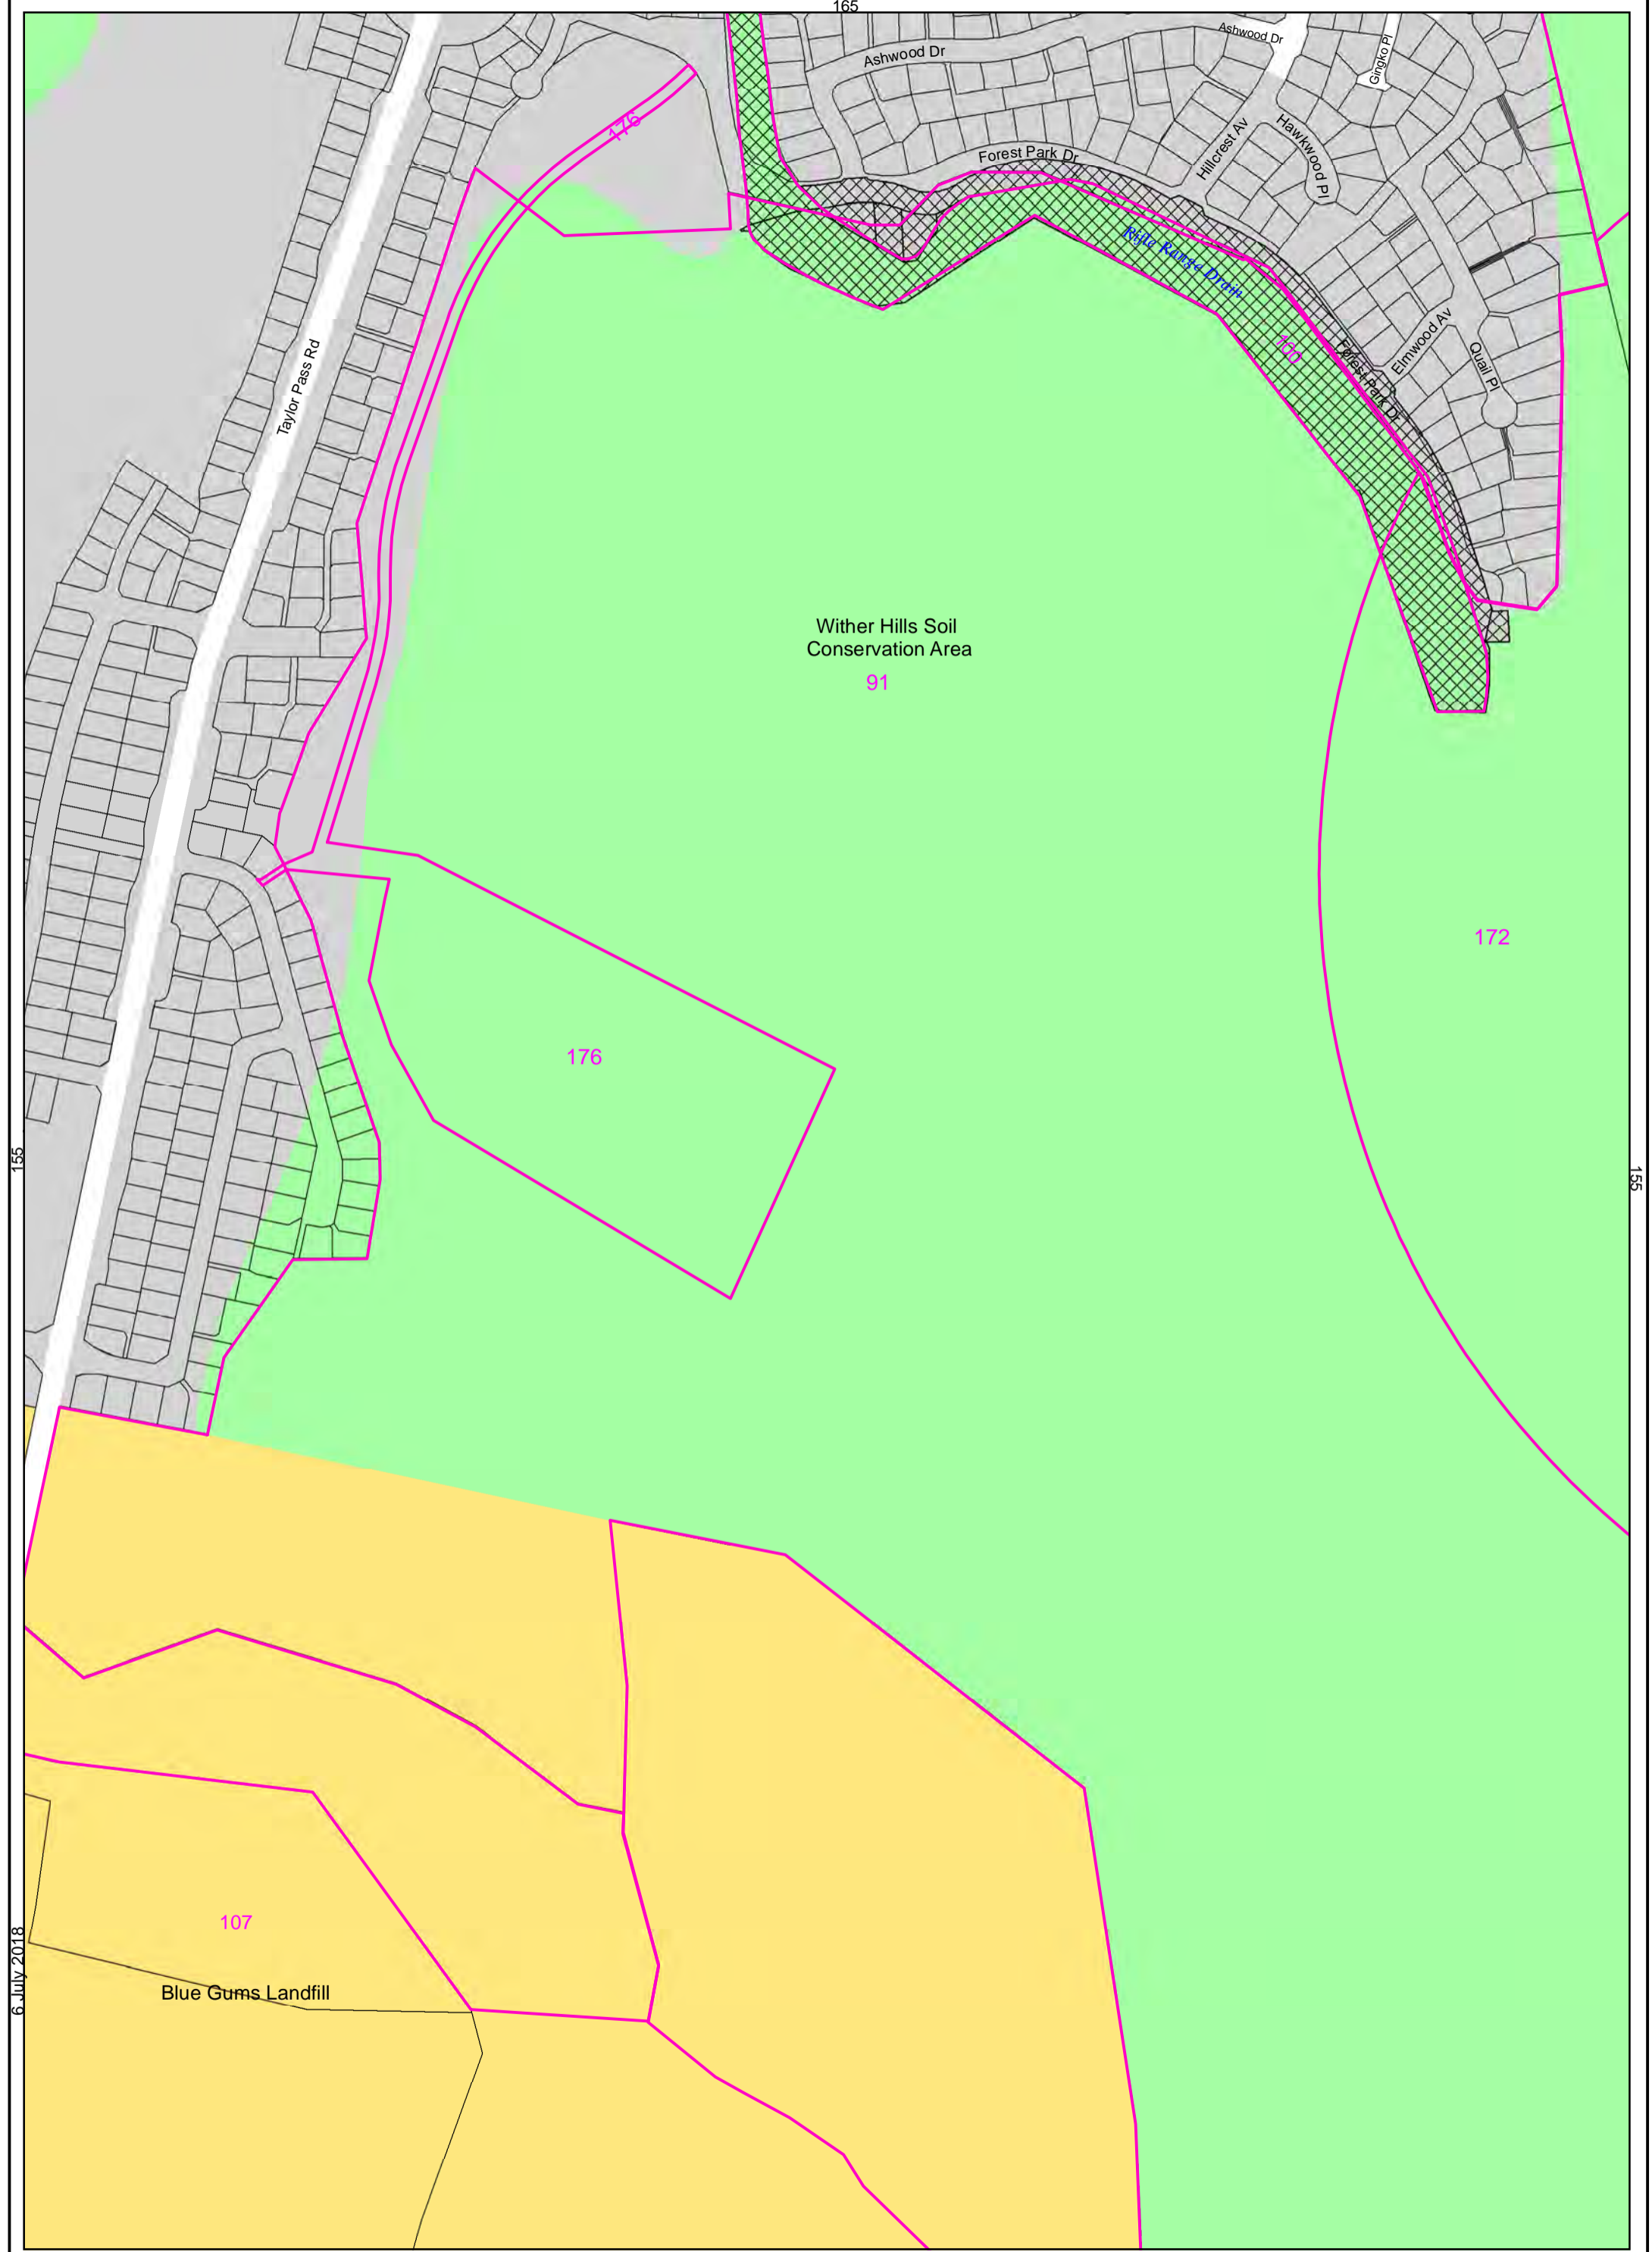 165
Ashwood Dr
Ashwood Dr
Gingko Pl
176
Forest Park Dr
Hillcrest Av
Hawkwood Pl
Rifle Range Drain
100
Forest Park Dr
Elmwood Av
Quail Pl
Taylor Pass Rd
Wither Hills Soil
Conservation Area
91
172
176
155
155
107
Blue Gums Landfill
6 July 2018